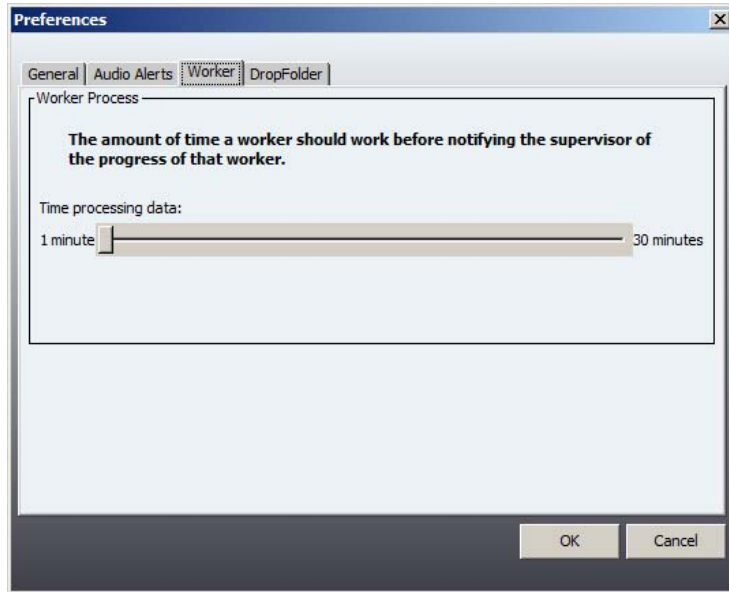 Preferences
General Audio Alerts Worker DropFolder
Worker Process
The amount of time a worker should work before notifying the supervisor of
the progress of that worker.
Time processing data:
1 minute 30 minutes
OK Cancel